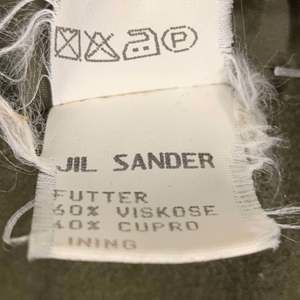 P
JIL SANDER
FUTTER
60% VISKOSE
40% CUPRO
INING